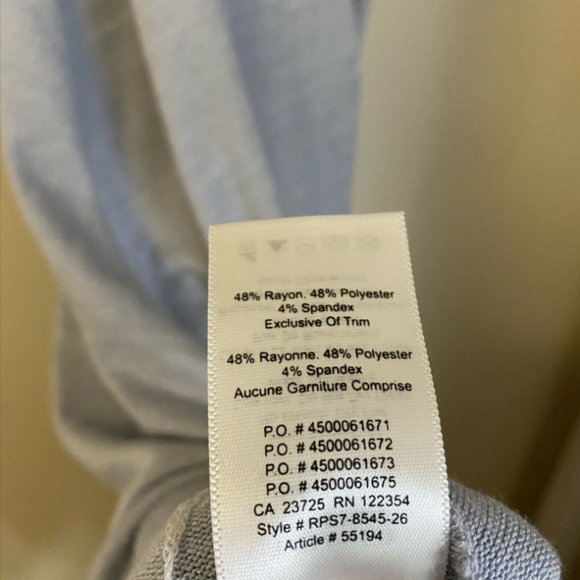 48% Rayon. 48% Polyester
4% Spandex
Exclusive Of Trim
48% Rayonne. 48% Polyester
4% Spandex
Aucune Garniture Comprise
P.O. # 4500061671
P.O. # 4500061672
P.O. # 4500061673
P.O. # 4500061675
CA 23725 RN 122354
Style # RPS7-8545-26
Article # 55194